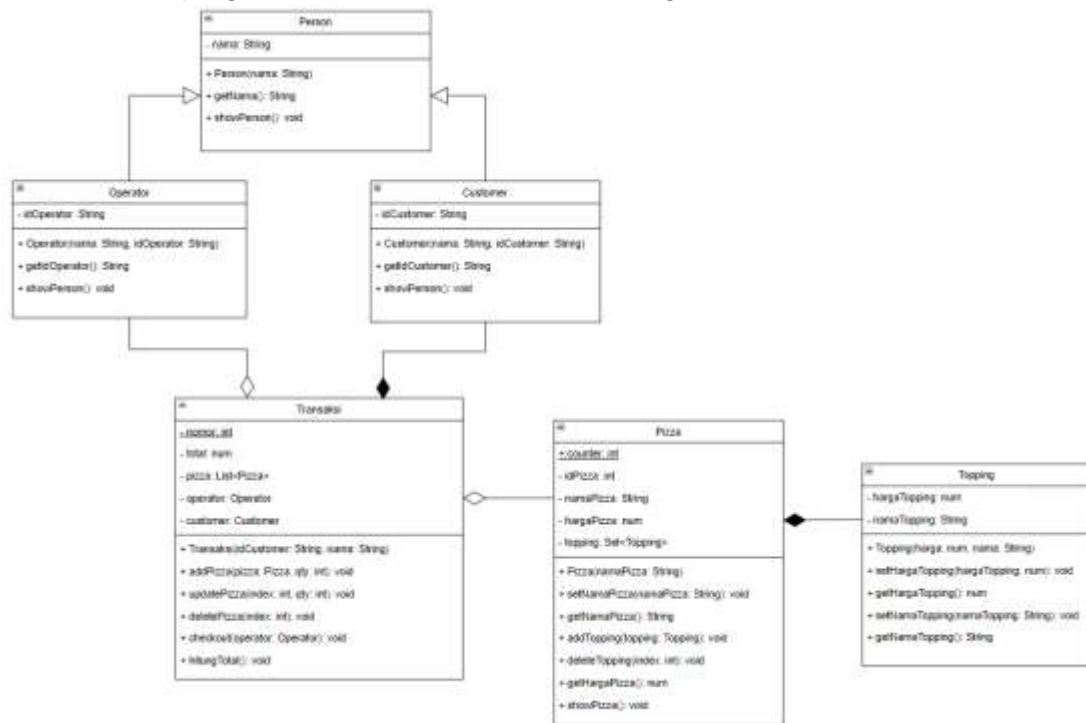 Person
- nama: String
+ Person(nama: String)
+ getNama(): String
+ showPerson(): void
Operator
- idOperator: String
+ Operator(nama: String, idOperator: String)
+ getIdOperator(): String
+ showPerson(): void
Customer
- idCustomer: String
+ Customer(nama: String, idCustomer: String)
+ getIdCustomer(): String
+ showPerson(): void
Transaksi
- nomor: int
- total: num
- pizza: List<Pizza>
- operator: Operator
- customer: Customer
+ Transaksi(idCustomer: String, nama: String)
+ addPizza(pizza: Pizza, qty: int): void
+ updatePizza(index: int, qty: int): void
+ deletePizza(index: int): void
+ checkout(operator: Operator): void
+ hitungTotal(): void
Pizza
+ counter: int
- idPizza: int
- namaPizza: String
- hargaPizza: num
- topping: Set<Topping>
+ Pizza(namaPizza: String)
+ setNamaPizza(namaPizza: String): void
+ getNamaPizza(): String
+ addTopping(topping: Topping): void
+ deleteTopping(index: int): void
+ getHargaPizza(): num
+ showPizza(): void
Topping
- hargaTopping: num
- namaTopping: String
+ Topping(harga: num, nama: String)
+ setHargaTopping(hargaTopping: num): void
+ getHargaTopping(): num
+ setNamaTopping(namaTopping: String): void
+ getNamaTopping(): String